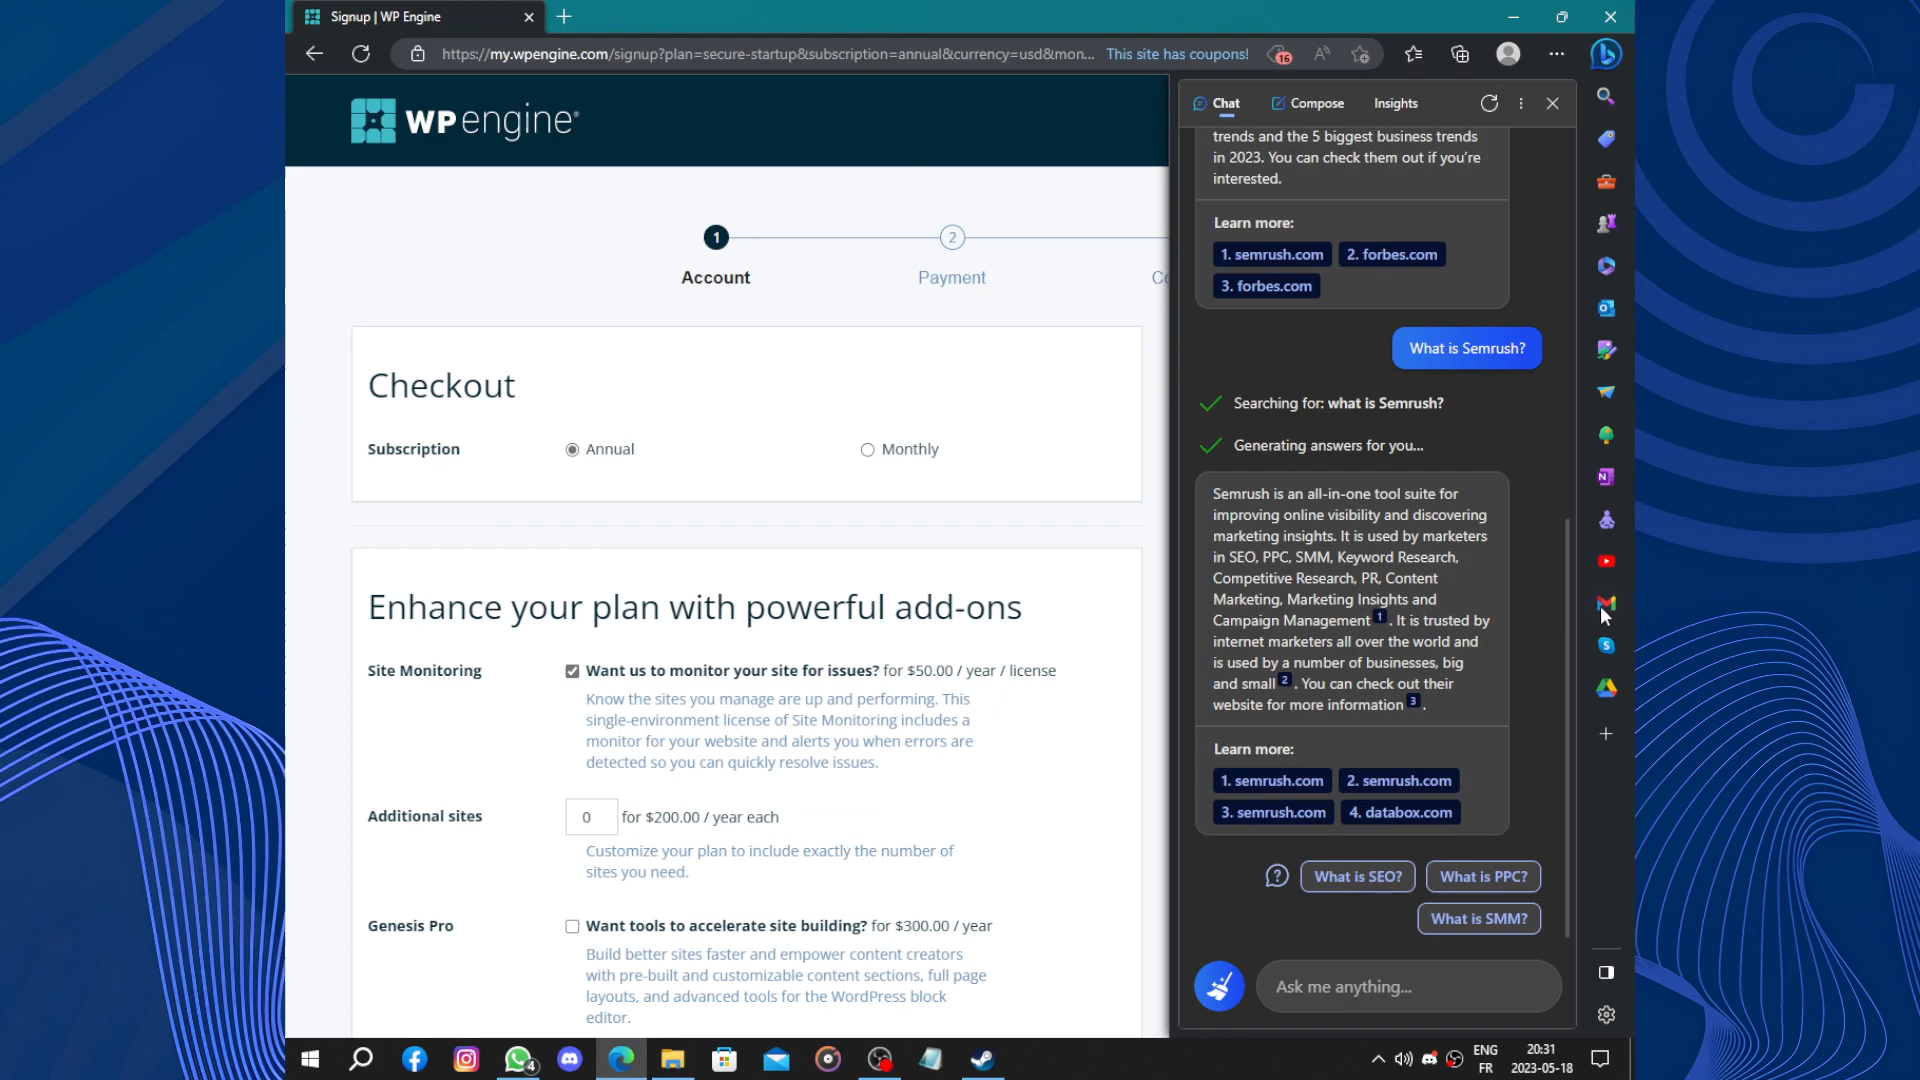 Signup | WP Engine
https://my.wpengine.com/signup?plan=secure-startup&subscription=annual&currency=usd&mon...
This site has coupons!
16
WPengine®
1
2
Account
Payment
Co
Checkout
Subscription
Annual
Monthly
Enhance your plan with powerful add-ons
Site Monitoring
Want us to monitor your site for issues? for $50.00 / year / license
Know the sites you manage are up and performing. This
single-environment license of Site Monitoring includes a
monitor for your website and alerts you when errors are
detected so you can quickly resolve issues.
Additional sites
0
for $200.00 / year each
Customize your plan to include exactly the number of
sites you need.
Genesis Pro
Want tools to accelerate site building? for $300.00 / year
Build better sites faster and empower content creators
with pre-built and customizable content sections, full page
layouts, and advanced tools for the WordPress block
editor.
Chat
Compose
Insights
trends and the 5 biggest business trends
in 2023. You can check them out if you're
interested.
Learn more:
1. semrush.com
2. forbes.com
3. forbes.com
What is Semrush?
Searching for: what is Semrush?
Generating answers for you...
Semrush is an all-in-one tool suite for
improving online visibility and discovering
marketing insights. It is used by marketers
in SEO, PPC, SMM, Keyword Research,
Competitive Research, PR, Content
Marketing, Marketing Insights and
Campaign Management 1 . It is trusted by
internet marketers all over the world and
is used by a number of businesses, big
and small 2 . You can check out their
website for more information 3 .
Learn more:
1. semrush.com
2. semrush.com
3. semrush.com
4. databox.com
What is SEO?
What is PPC?
What is SMM?
Ask me anything...
4
ENG
FR
20:31
2023-05-18